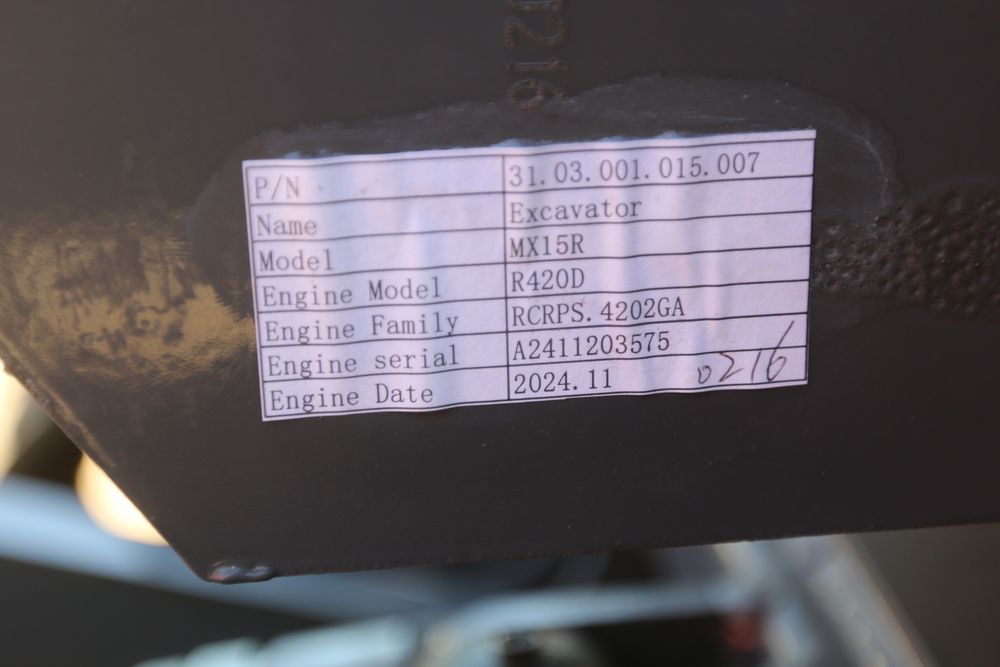 216
P/N 31.03.001.015.007
Name Excavator
Model MX15R
Engine Model R420D
Engine Family RCRPS.4202GA
Engine serial A2411203575
Engine Date 2024.11 0216